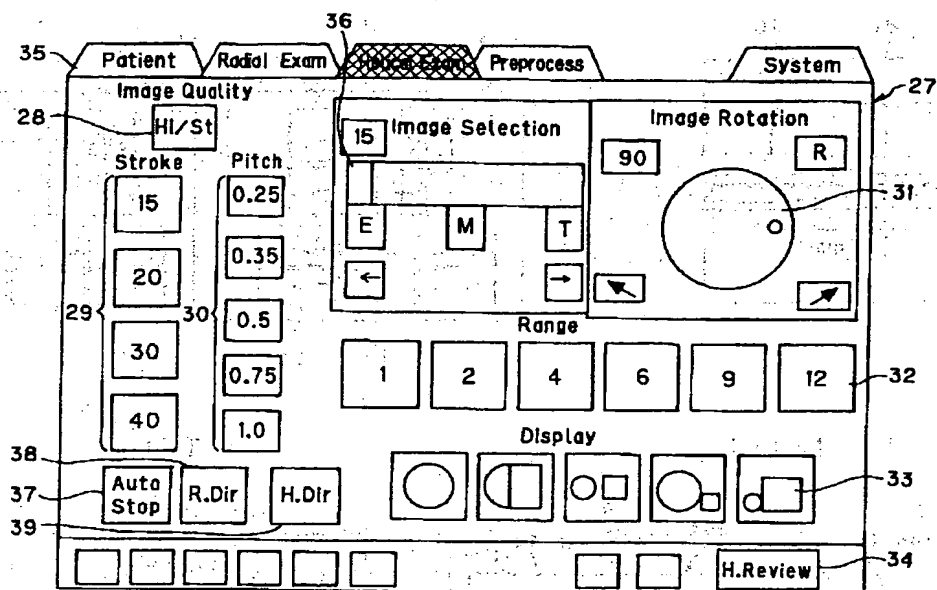 36
35
Patient
Radial Exam
Helical Exam
Preprocess
System
27
Image Quality
28
Hi/St
Stroke
Pitch
29
15
20
30
40
30
0.25
0.35
0.5
0.75
1.0
Image Selection
15
E
M
T
←
→
Image Rotation
90
R
31
Range
1
2
4
6
9
12
32
Display
33
38
37
Auto
Stop
R.Dir
H.Dir
39
H.Review
34